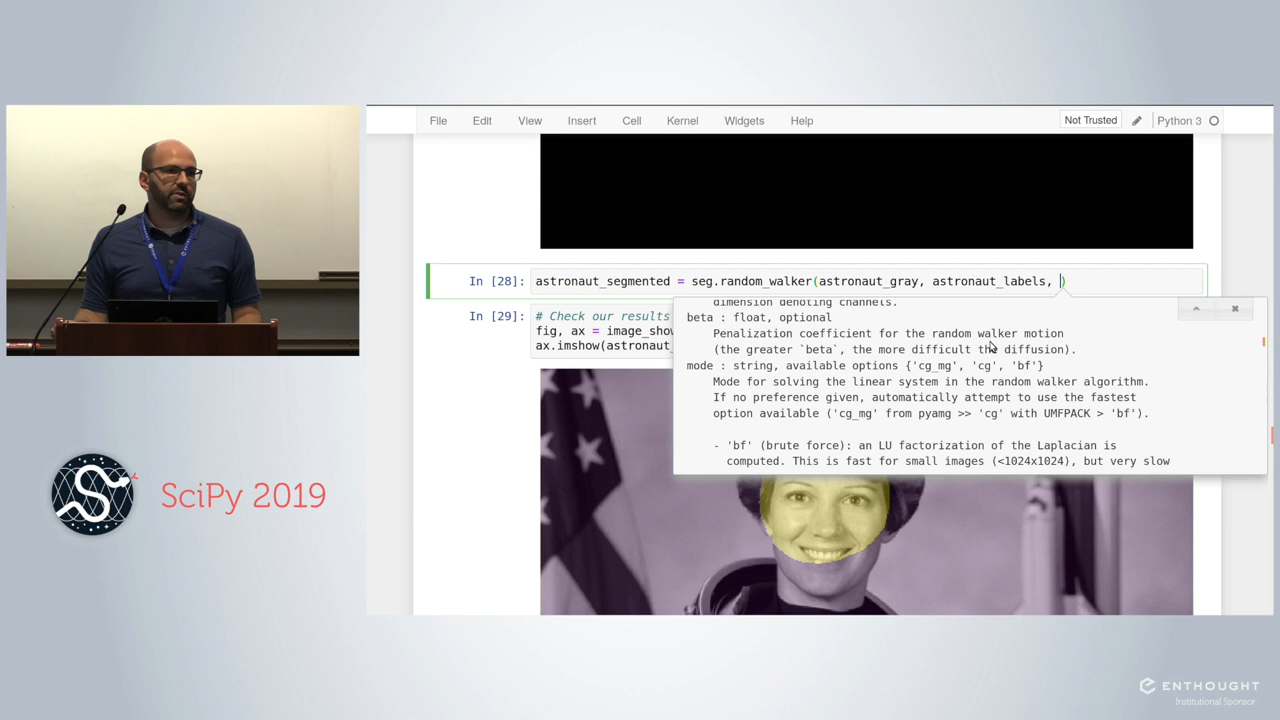 File Edit View Insert Cell Kernel Widgets Help Not Trusted Python 3
In [28]: astronaut_segmented = seg.random_walker(astronaut_gray, astronaut_labels, )
dimension denoting channels.
beta : float, optional
Penalization coefficient for the random walker motion
(the greater `beta`, the more difficult the diffusion).
mode : string, available options {'cg_mg', 'cg', 'bf'}
Mode for solving the linear system in the random walker algorithm.
If no preference given, automatically attempt to use the fastest
option available ('cg_mg' from pyamg >> 'cg' with UMFPACK > 'bf').
- 'bf' (brute force): an LU factorization of the Laplacian is
computed. This is fast for small images (<1024x1024), but very slow
In [29]: # Check our results
fig, ax = image_show
ax.imshow(astronaut_
SciPy 2019
ENTHOUGHT
Institutional Sponsor